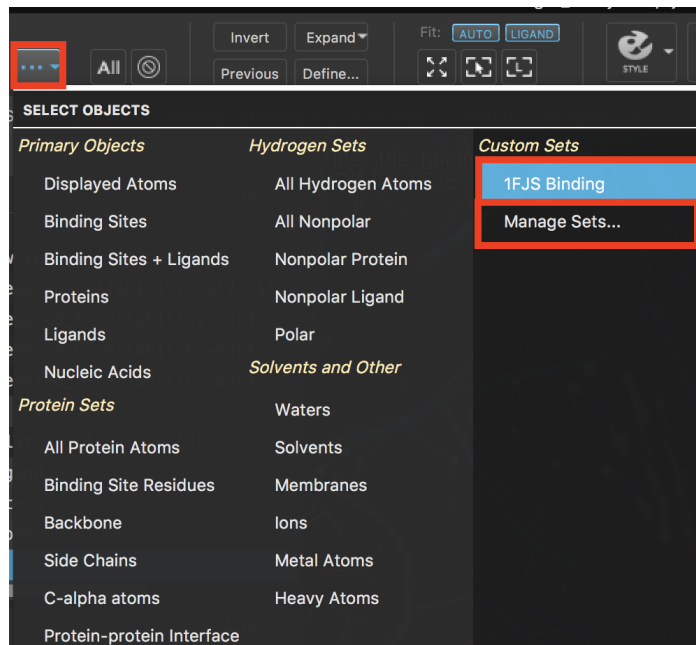 Invert
Expand
Fit:
AUTO
LIGAND
...
All
Previous
Define...
L
STYLE
SELECT OBJECTS
Primary Objects
Displayed Atoms
Binding Sites
Binding Sites + Ligands
Proteins
Ligands
Nucleic Acids
Protein Sets
All Protein Atoms
Binding Site Residues
Backbone
Side Chains
C-alpha atoms
Protein-protein Interface
Hydrogen Sets
All Hydrogen Atoms
All Nonpolar
Nonpolar Protein
Nonpolar Ligand
Polar
Solvents and Other
Waters
Solvents
Membranes
Ions
Metal Atoms
Heavy Atoms
Custom Sets
1FJS Binding
Manage Sets...